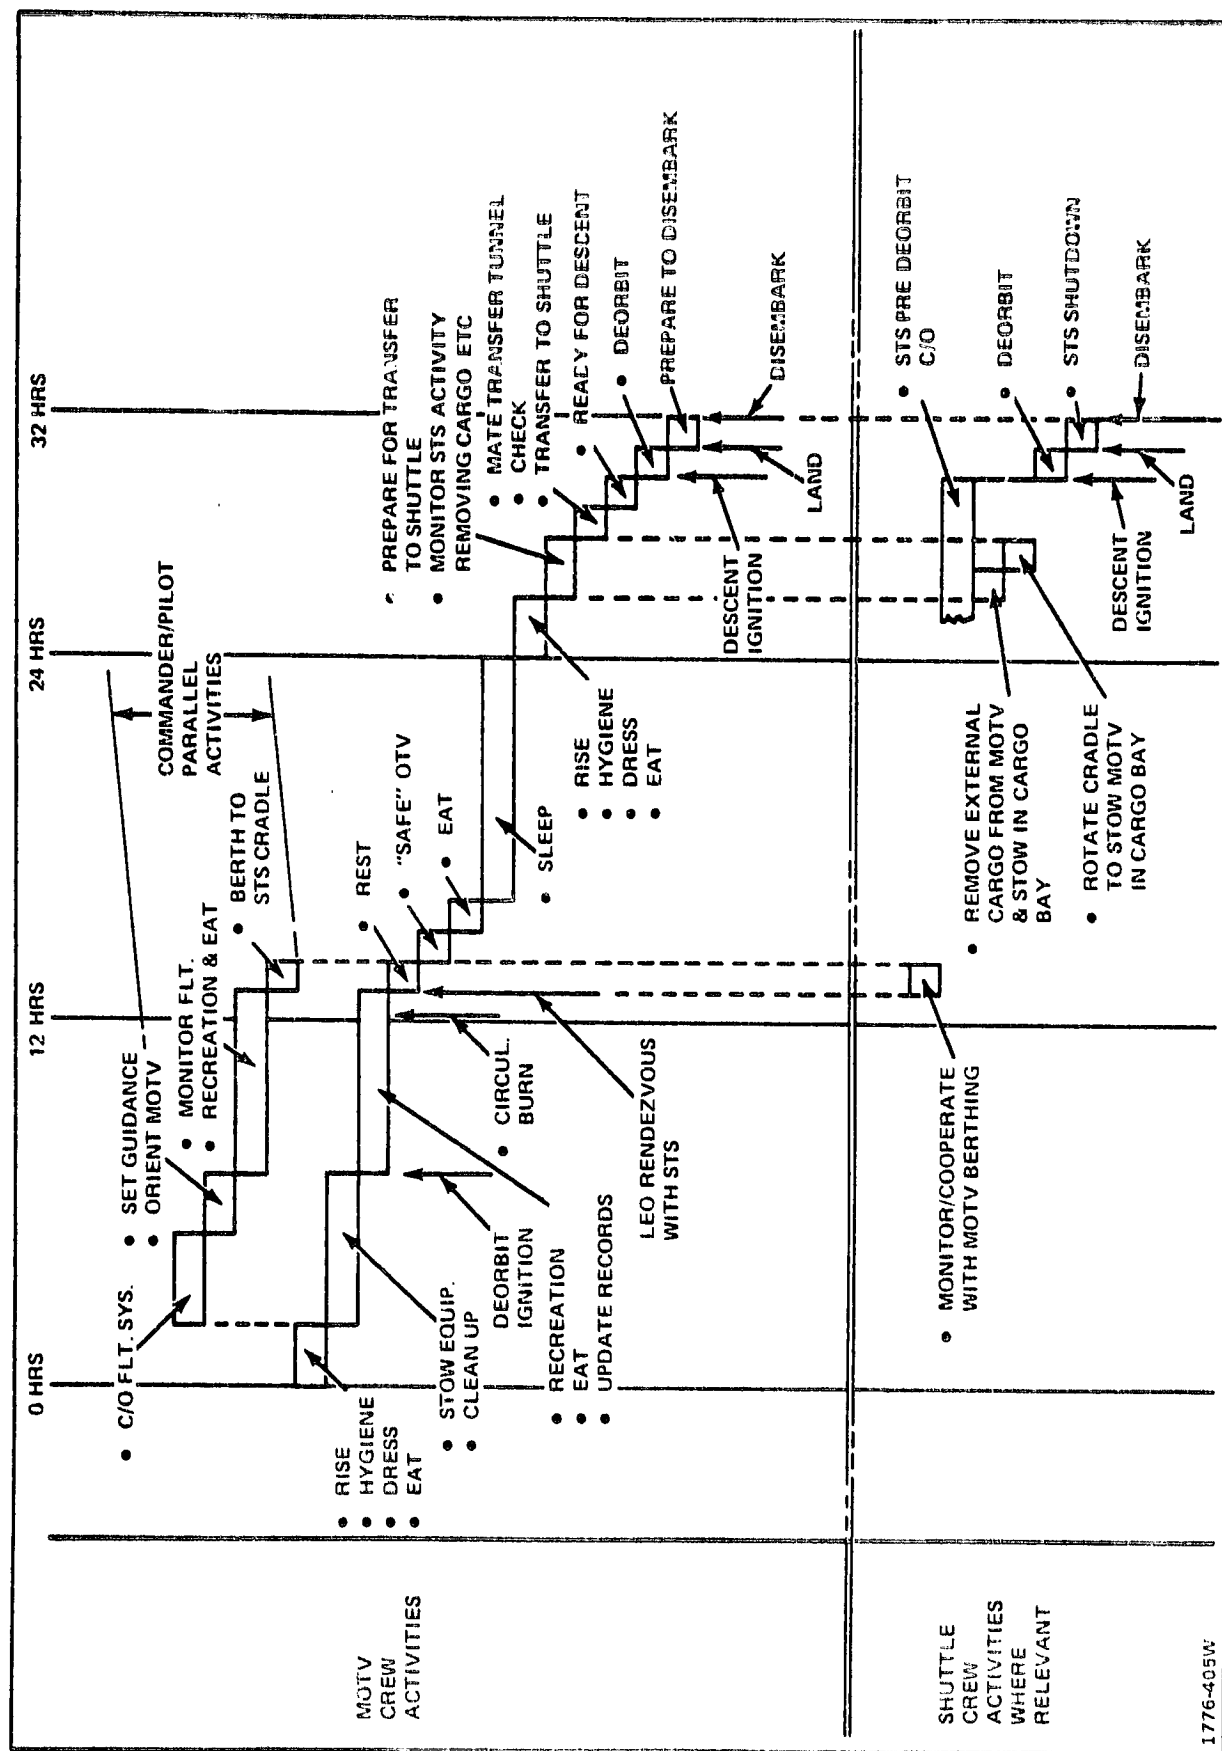 0 HRS
12 HRS
24 HRS
32 HRS
MOTV
CREW
ACTIVITIES
• C/O FLT. SYS.
• SET GUIDANCE
• ORIENT MOTV
• MONITOR FLT.
• RECREATION & EAT
• BERTH TO
STS CRADLE
COMMANDER/PILOT
PARALLEL
ACTIVITIES
• RISE
• HYGIENE
• DRESS
• EAT
• STOW EQUIP.
• CLEAN UP
DEORBIT
IGNITION
• RECREATION
• EAT
• UPDATE RECORDS
• CIRCUL.
BURN
LEO RENDEZVOUS
WITH STS
• REST
• "SAFE" OTV
• EAT
• SLEEP
• RISE
• HYGIENE
• DRESS
• EAT
• PREPARE FOR TRANSFER
TO SHUTTLE
• MONITOR STS ACTIVITY
REMOVING CARGO ETC
• MATE TRANSFER TUNNEL
• CHECK
• TRANSFER TO SHUTTLE
• READY FOR DESCENT
• DEORBIT
PREPARE TO DISEMBARK
DESCENT
IGNITION
LAND
DISEMBARK
SHUTTLE
CREW
ACTIVITIES
WHERE
RELEVANT
• MONITOR/COOPERATE
WITH MOTV BERTHING
• REMOVE EXTERNAL
CARGO FROM MOTV
& STOW IN CARGO
BAY
• ROTATE CRADLE
TO STOW MOTV
IN CARGO BAY
• STS PRE DEORBIT
C/O
• DEORBIT
• STS SHUTDOWN
DESCENT
IGNITION
LAND
DISEMBARK
1776-405W